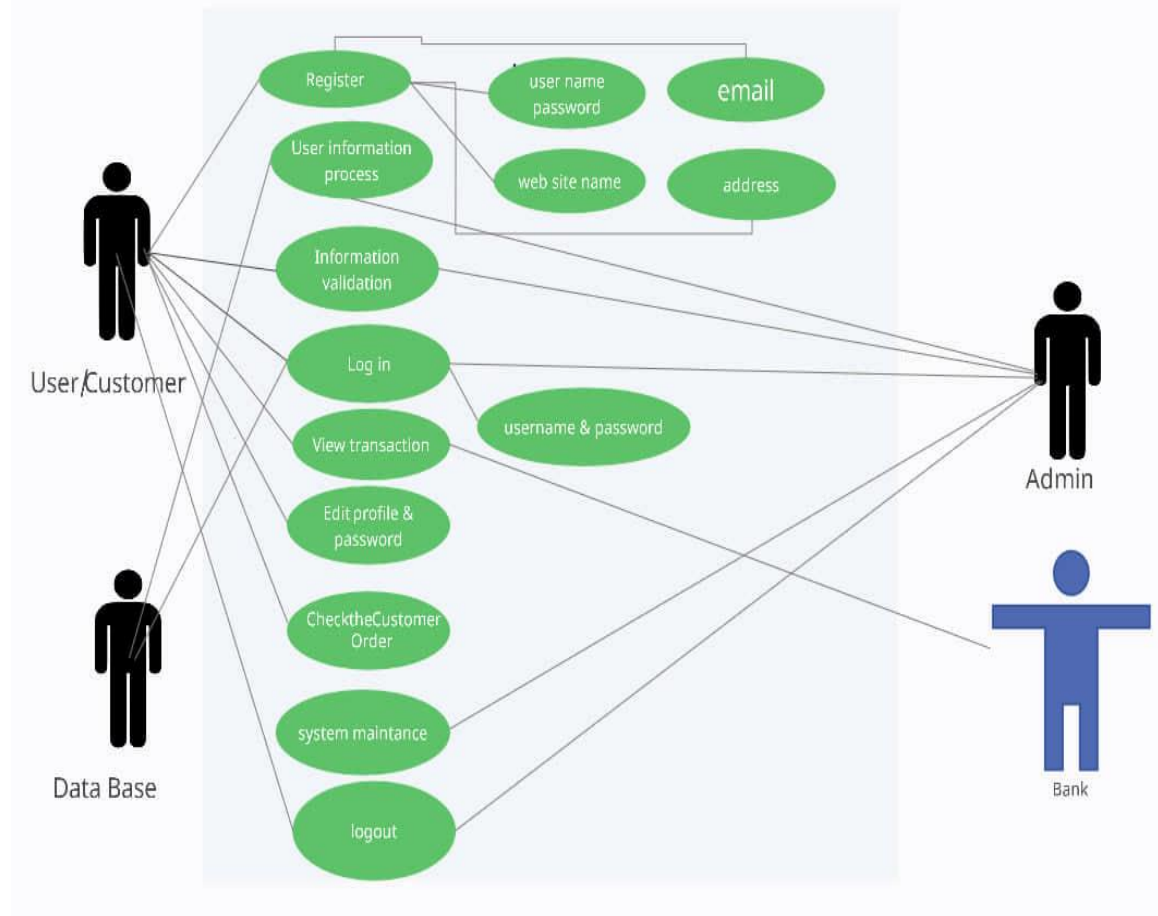 Register
user name
password
email
User information
process
web site name
address
Information
validation
User/Customer
Log in
username & password
View transaction
Admin
Edit profile &
password
ChecktheCustomer
Order
system maintance
Data Base
Bank
logout